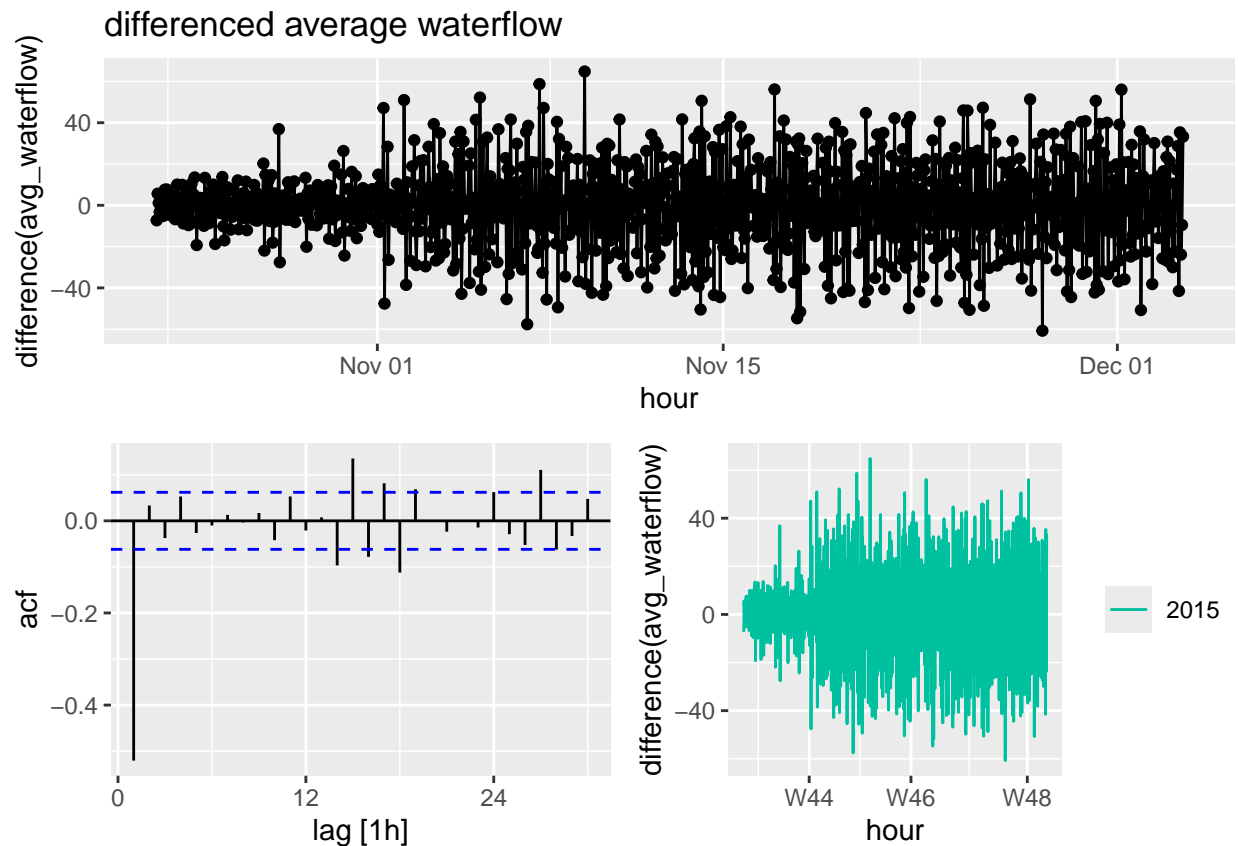 differenced average waterflow
difference(avg_waterflow)
40
0
−40
Nov 01
Nov 15
Dec 01
hour
acf
0.0
−0.2
−0.4
0
12
24
lag [1h]
difference(avg_waterflow)
40
0
−40
W44
W46
W48
hour
2015